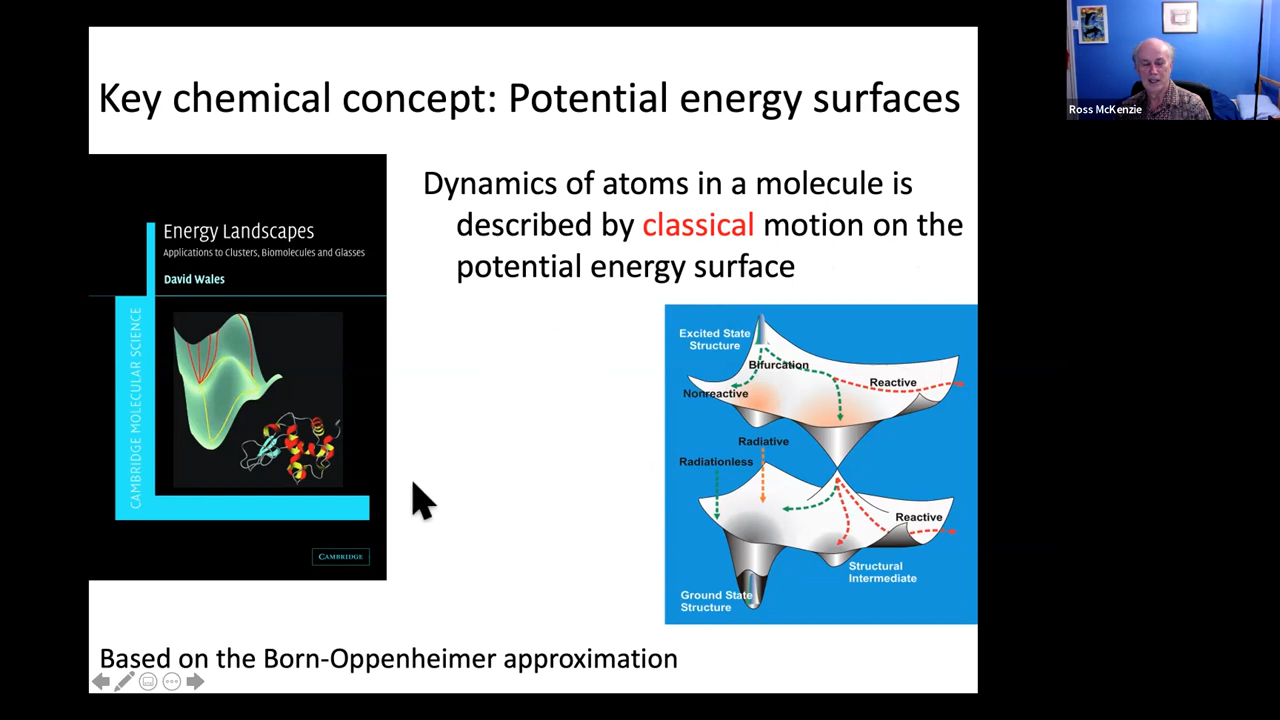 Key chemical concept: Potential energy surfaces
Ross McKenzie
Dynamics of atoms in a molecule is
described by classical motion on the
potential energy surface
Energy Landscapes
Applications to Clusters, Biomolecules and Glasses
David Wales
CAMBRIDGE MOLECULAR SCIENCE
CAMBRIDGE
Excited State
Structure
Bifurcation
Reactive
Nonreactive
Radiative
Radiationless
Reactive
Structural
Intermediate
Ground State
Structure
Based on the Born-Oppenheimer approximation